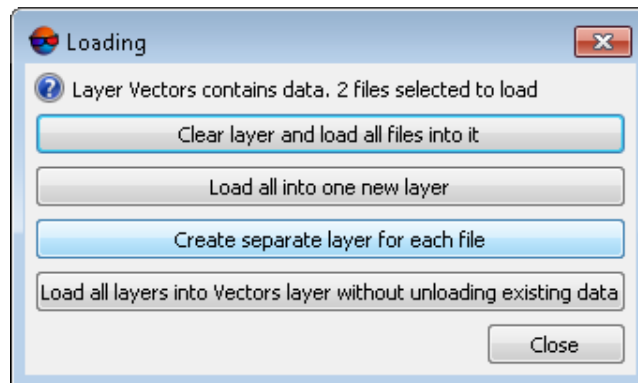 Loading
Layer Vectors contains data. 2 files selected to load
Clear layer and load all files into it
Load all into one new layer
Create separate layer for each file
Load all layers into Vectors layer without unloading existing data
Close